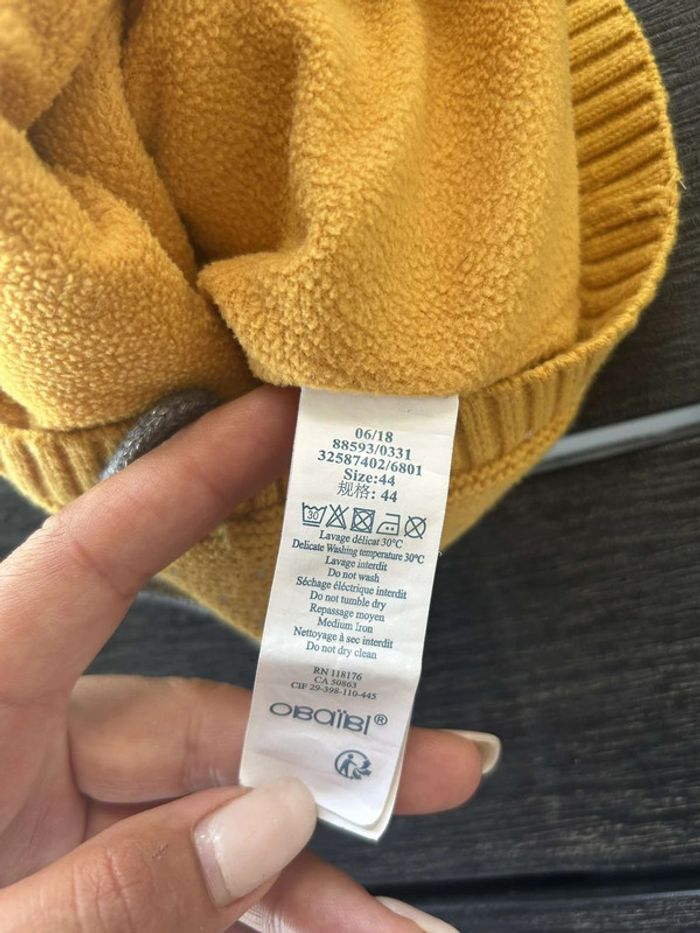 06/18
88593/0331
32587402/6801
Size:44
规格: 44
30
Lavage délicat 30°C
Delicate Washing temperature 30°C
Lavage interdit
Do not wash
Séchage éléctrique interdit
Do not tumble dry
Repassage moyen
Medium Iron
Nettoyage à sec interdit
Do not dry clean
RN 118176
CA 50863
CIF 29-398-110-445
OBaïBI®